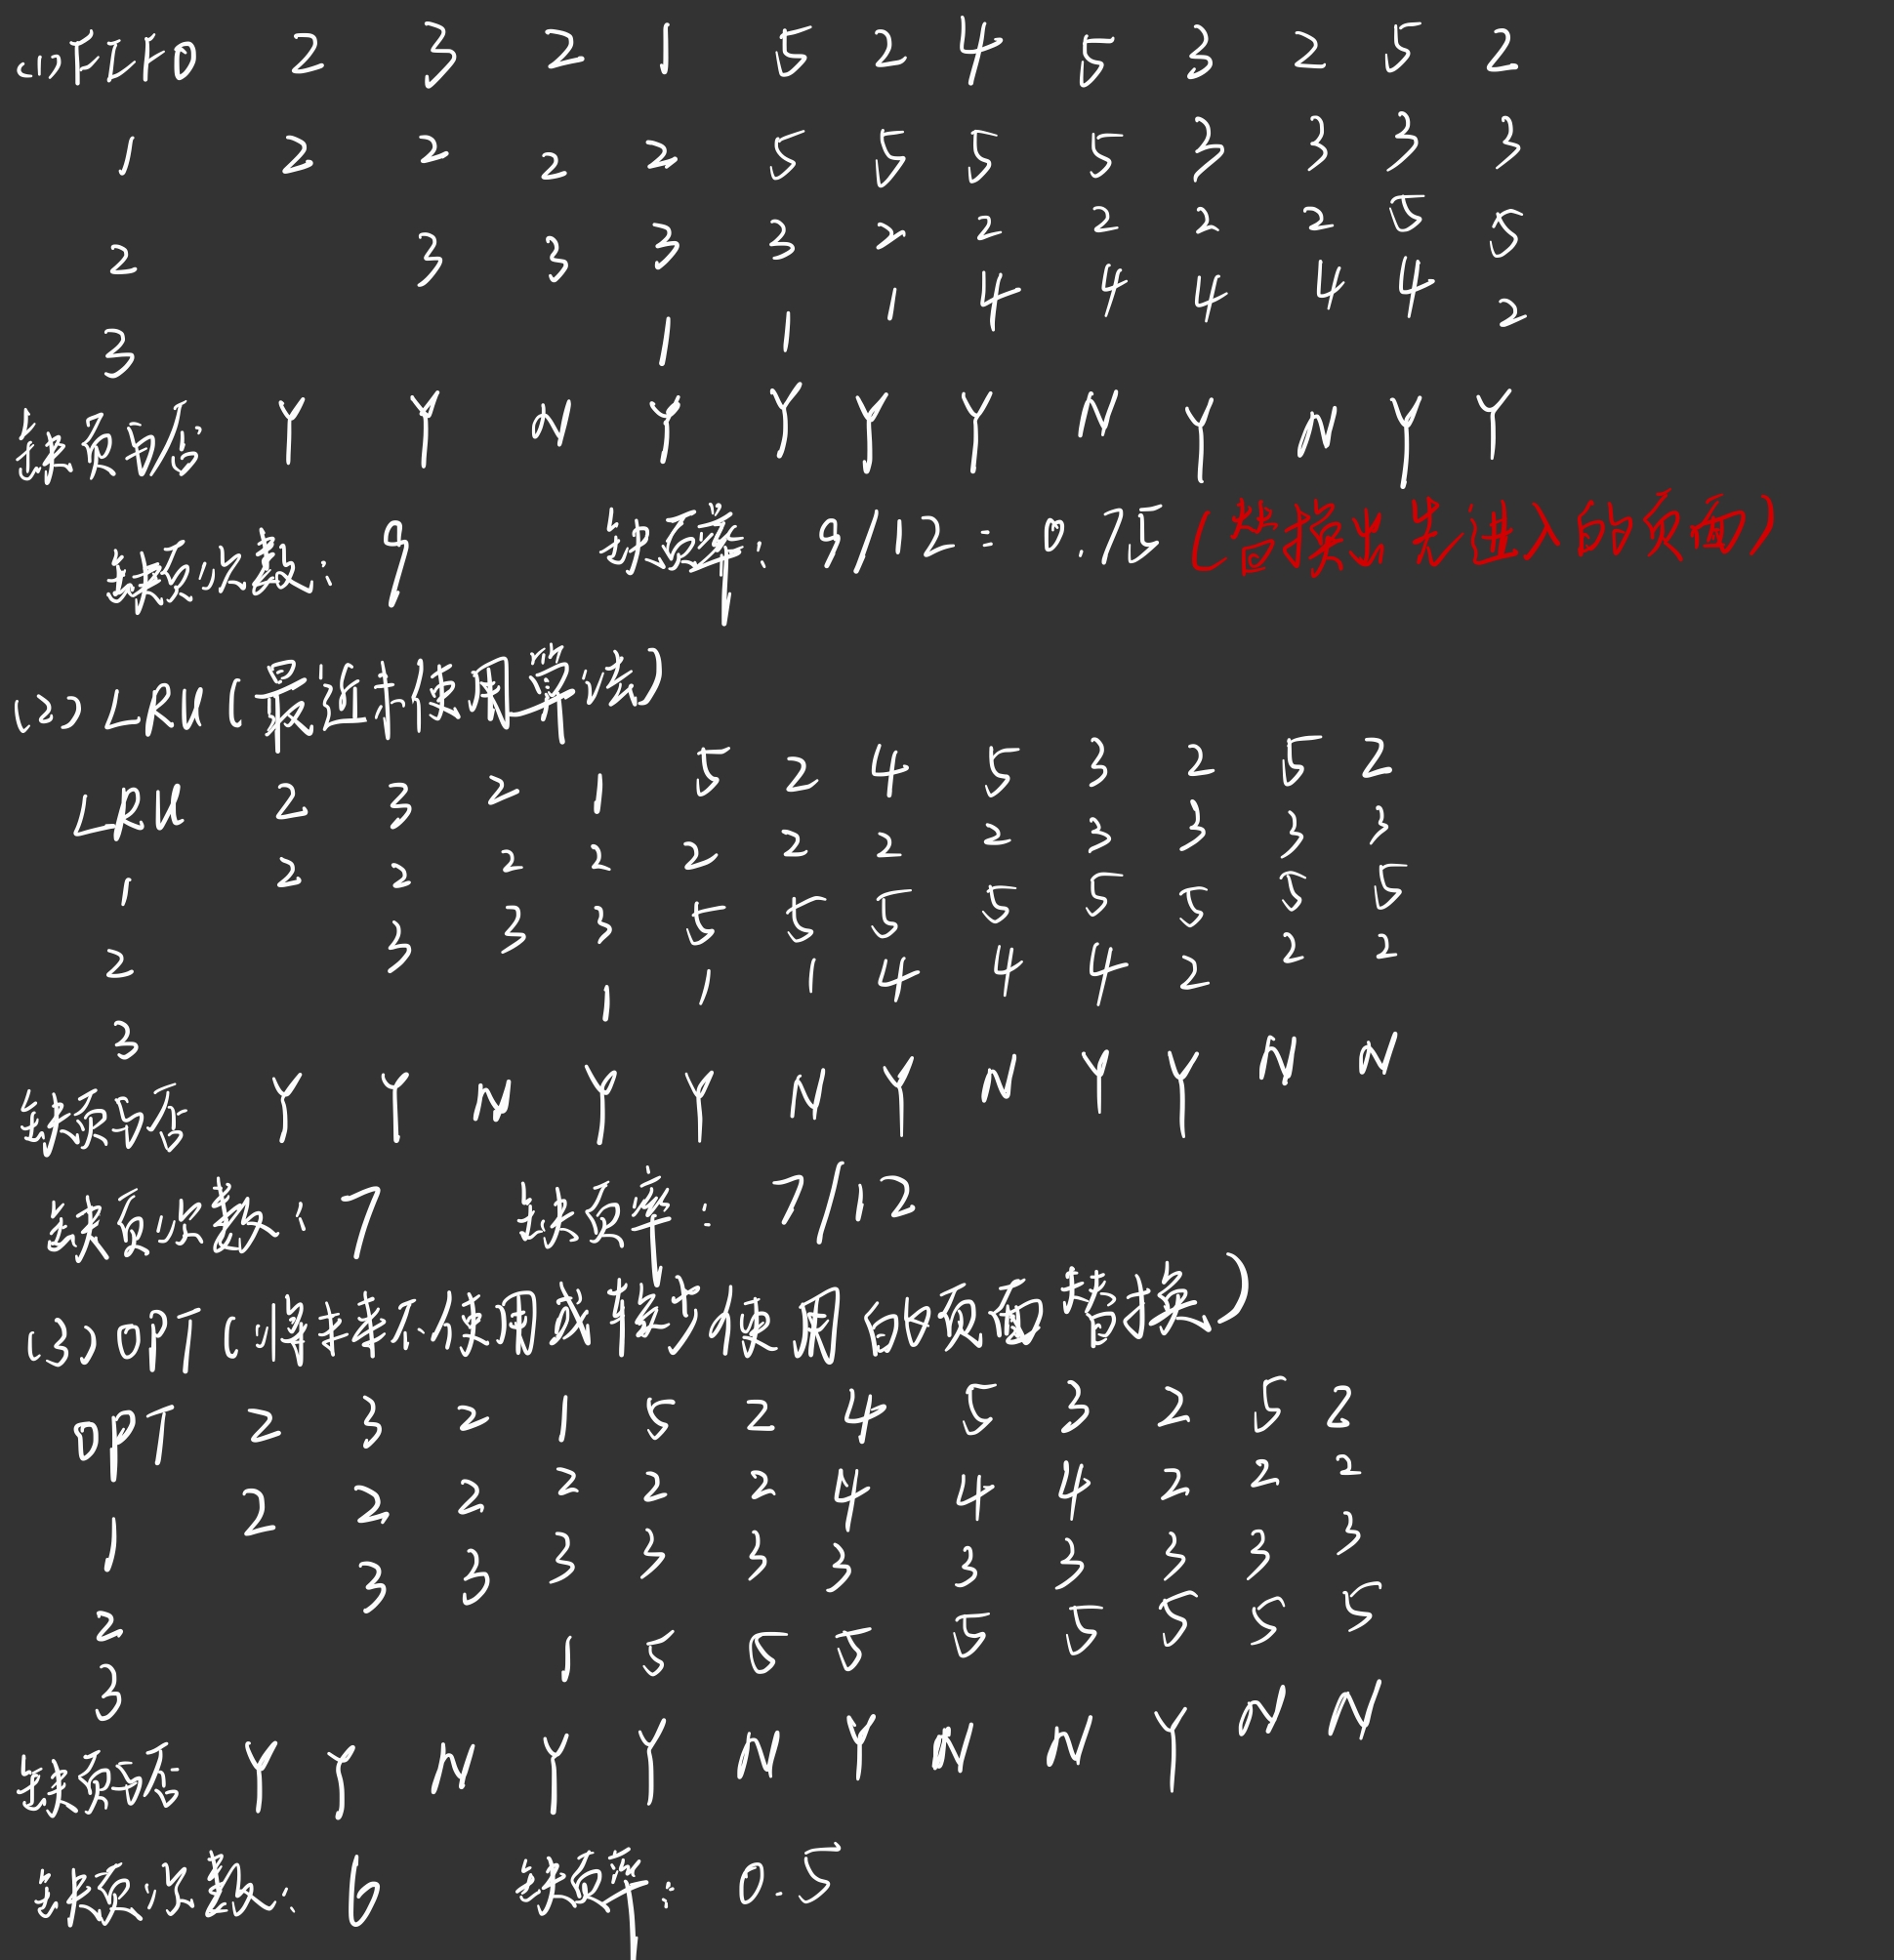 (1) FIFO 2 3 2 1 5 2 4 5 3 2 5 2
1 2 2 2 2 5 5 5 5 3 3 3 3
2 3 3 3 3 2 2 2 2 2 5 5
3 1 1 1 4 4 4 4 4 2
缺页否: Y Y N Y Y Y Y N Y N Y Y
缺页次数: 9 缺页率: 9/12 = 0.75 (替换出先进入的页面)
(2) LRU (最近未使用算法)
LRU 2 3 2 1 5 2 4 5 3 2 5 2
1 2 2 2 2 2 2 2 2 3 3 3 3
2 3 3 3 5 5 5 5 5 5 5 5
3 1 1 1 4 4 4 2 2 2
缺页否 Y Y N Y Y N Y N Y Y N N
缺页次数: 7 缺页率: 7/12
(3) OPT (将来不使用或最才使用的页面替换)
OPT 2 3 2 1 5 2 4 5 3 2 5 2
1 2 2 2 2 2 2 4 4 4 2 2 2
2 3 3 3 3 3 3 3 3 3 3 3
3 1 5 5 5 5 5 5 5 5
缺页否 Y Y N Y Y N Y N N Y N N
缺页次数: 6 缺页率: 0.5